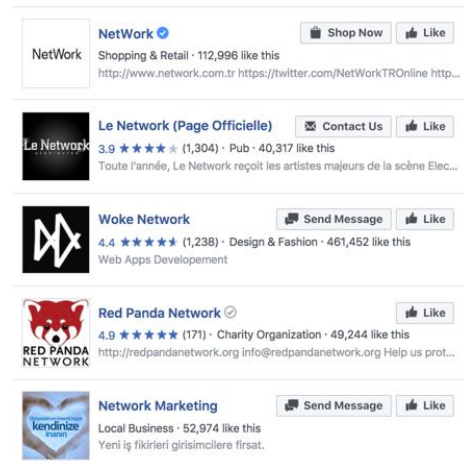 NetWork
NetWork Shop Now Like
Shopping & Retail · 112,996 like this
http://www.network.com.tr https://twitter.com/NetWorkTROnline http...
Le Network
Le Network (Page Officielle) Contact Us Like
3.9 ★★★★★ (1,304) · Pub · 40,317 like this
Toute l'année, Le Network reçoit les artistes majeurs de la scène Elec...
Woke Network Send Message Like
4.4 ★★★★★ (1,238) · Design & Fashion · 461,452 like this
Web Apps Developement
RED PANDA
NETWORK
Red Panda Network Like
4.9 ★★★★★ (171) · Charity Organization · 49,244 like this
http://redpandanetwork.org info@redpandanetwork.org Help us prot...
kendinize
inanın
Network Marketing Send Message Like
Local Business · 52,974 like this
Yeni iş fikirleri girisimcilere firsat.